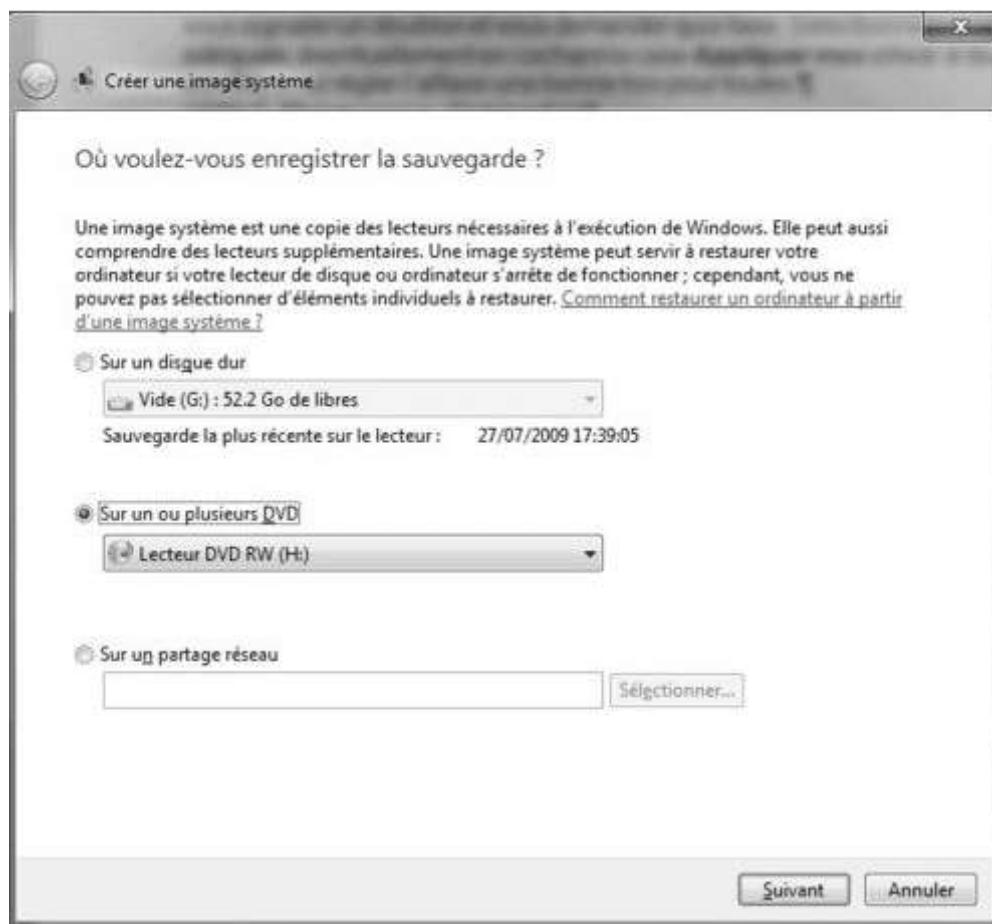 Créer une image système
Où voulez-vous enregistrer la sauvegarde ?
Une image système est une copie des lecteurs nécessaires à l'exécution de Windows. Elle peut aussi
comprendre des lecteurs supplémentaires. Une image système peut servir à restaurer votre
ordinateur si votre lecteur de disque ou ordinateur s'arrête de fonctionner ; cependant, vous ne
pouvez pas sélectionner d'éléments individuels à restaurer. Comment restaurer un ordinateur à partir
d'une image système ?
Sur un disque dur
Vide (G:) : 52.2 Go de libres
Sauvegarde la plus récente sur le lecteur : 27/07/2009 17:39:05
Sur un ou plusieurs DVD
Lecteur DVD RW (H:)
Sur un partage réseau
Sélectionner...
Suivant Annuler